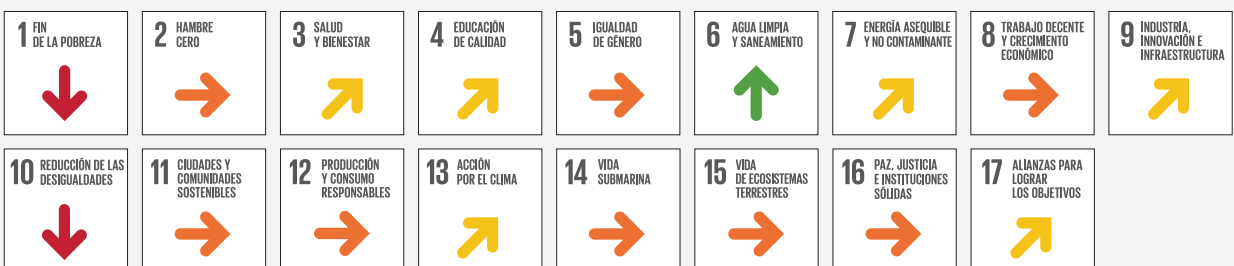 1 FIN
DE LA POBREZA
2 HAMBRE
CERO
3 SALUD
Y BIENESTAR
4 EDUCACIÓN
DE CALIDAD
5 IGUALDAD
DE GÉNERO
6 AGUA LIMPIA
Y SANEAMIENTO
7 ENERGÍA ASEQUIBLE
Y NO CONTAMINANTE
8 TRABAJO DECENTE
Y CRECIMIENTO
ECONÓMICO
9 INDUSTRIA,
INNOVACIÓN E
INFRAESTRUCTURA
10 REDUCCIÓN DE LAS
DESIGUALDADES
11 CIUDADES Y
COMUNIDADES
SOSTENIBLES
12 PRODUCCIÓN
Y CONSUMO
RESPONSABLES
13 ACCIÓN
POR EL CLIMA
14 VIDA
SUBMARINA
15 VIDA
DE ECOSISTEMAS
TERRESTRES
16 PAZ, JUSTICIA
E INSTITUCIONES
SÓLIDAS
17 ALIANZAS PARA
LOGRAR
LOS OBJETIVOS